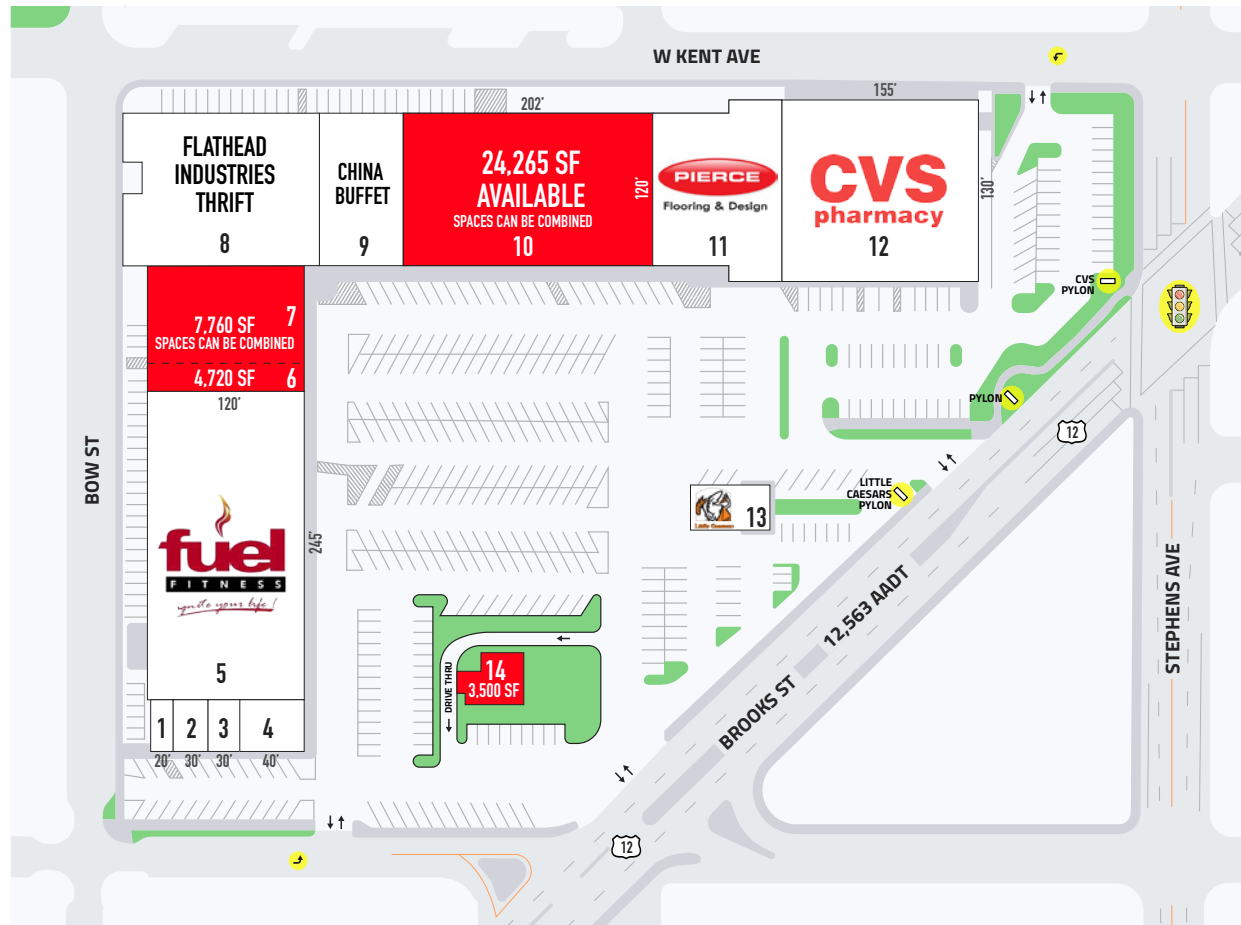 W KENT AVE
202'
155'
FLATHEAD
INDUSTRIES
THRIFT
8
CHINA
BUFFET
9
24,265 SF
AVAILABLE
SPACES CAN BE COMBINED
10
120'
PIERCE
Flooring & Design
11
CVS
pharmacy
12
130'
CVS
PYLON
7,760 SF
7
SPACES CAN BE COMBINED
4,720 SF
6
120'
PYLON
12
BOW ST
LITTLE
CAESARS
PYLON
Little Caesars
13
fuel
FITNESS
ignite your life!
245'
5
12,563 AADT
STEPHENS AVE
DRIVE THRU
14
3,500 SF
BROOKS ST
1
2
3
4
20'
30'
30'
40'
12